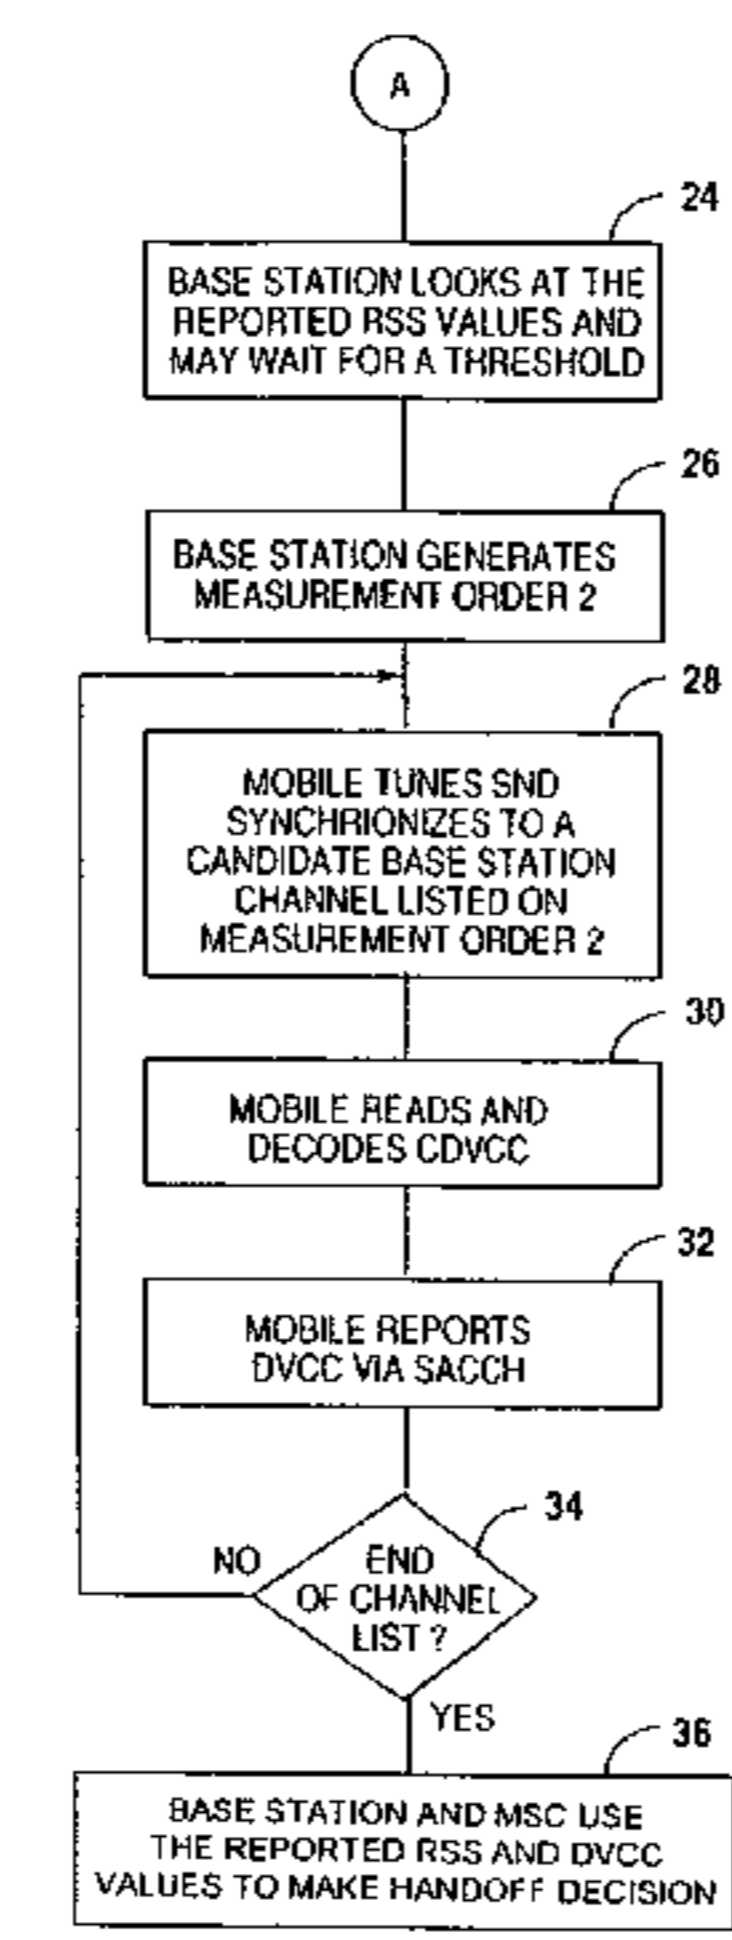 A
24
BASE STATION LOOKS AT THE
REPORTED RSS VALUES AND
MAY WAIT FOR A THRESHOLD
26
BASE STATION GENERATES
MEASUREMENT ORDER 2
28
MOBILE TUNES SND
SYNCHRIONIZES TO A
CANDIDATE BASE STATION
CHANNEL LISTED ON
MEASUREMENT ORDER 2
30
MOBILE READS AND
DECODES CDVCC
32
MOBILE REPORTS
DVCC VIA SACCH
34
NO
END
OF CHANNEL
LIST ?
YES
36
BASE STATION AND MSC USE
THE REPORTED RSS AND DVCC
VALUES TO MAKE HANDOFF DECISION